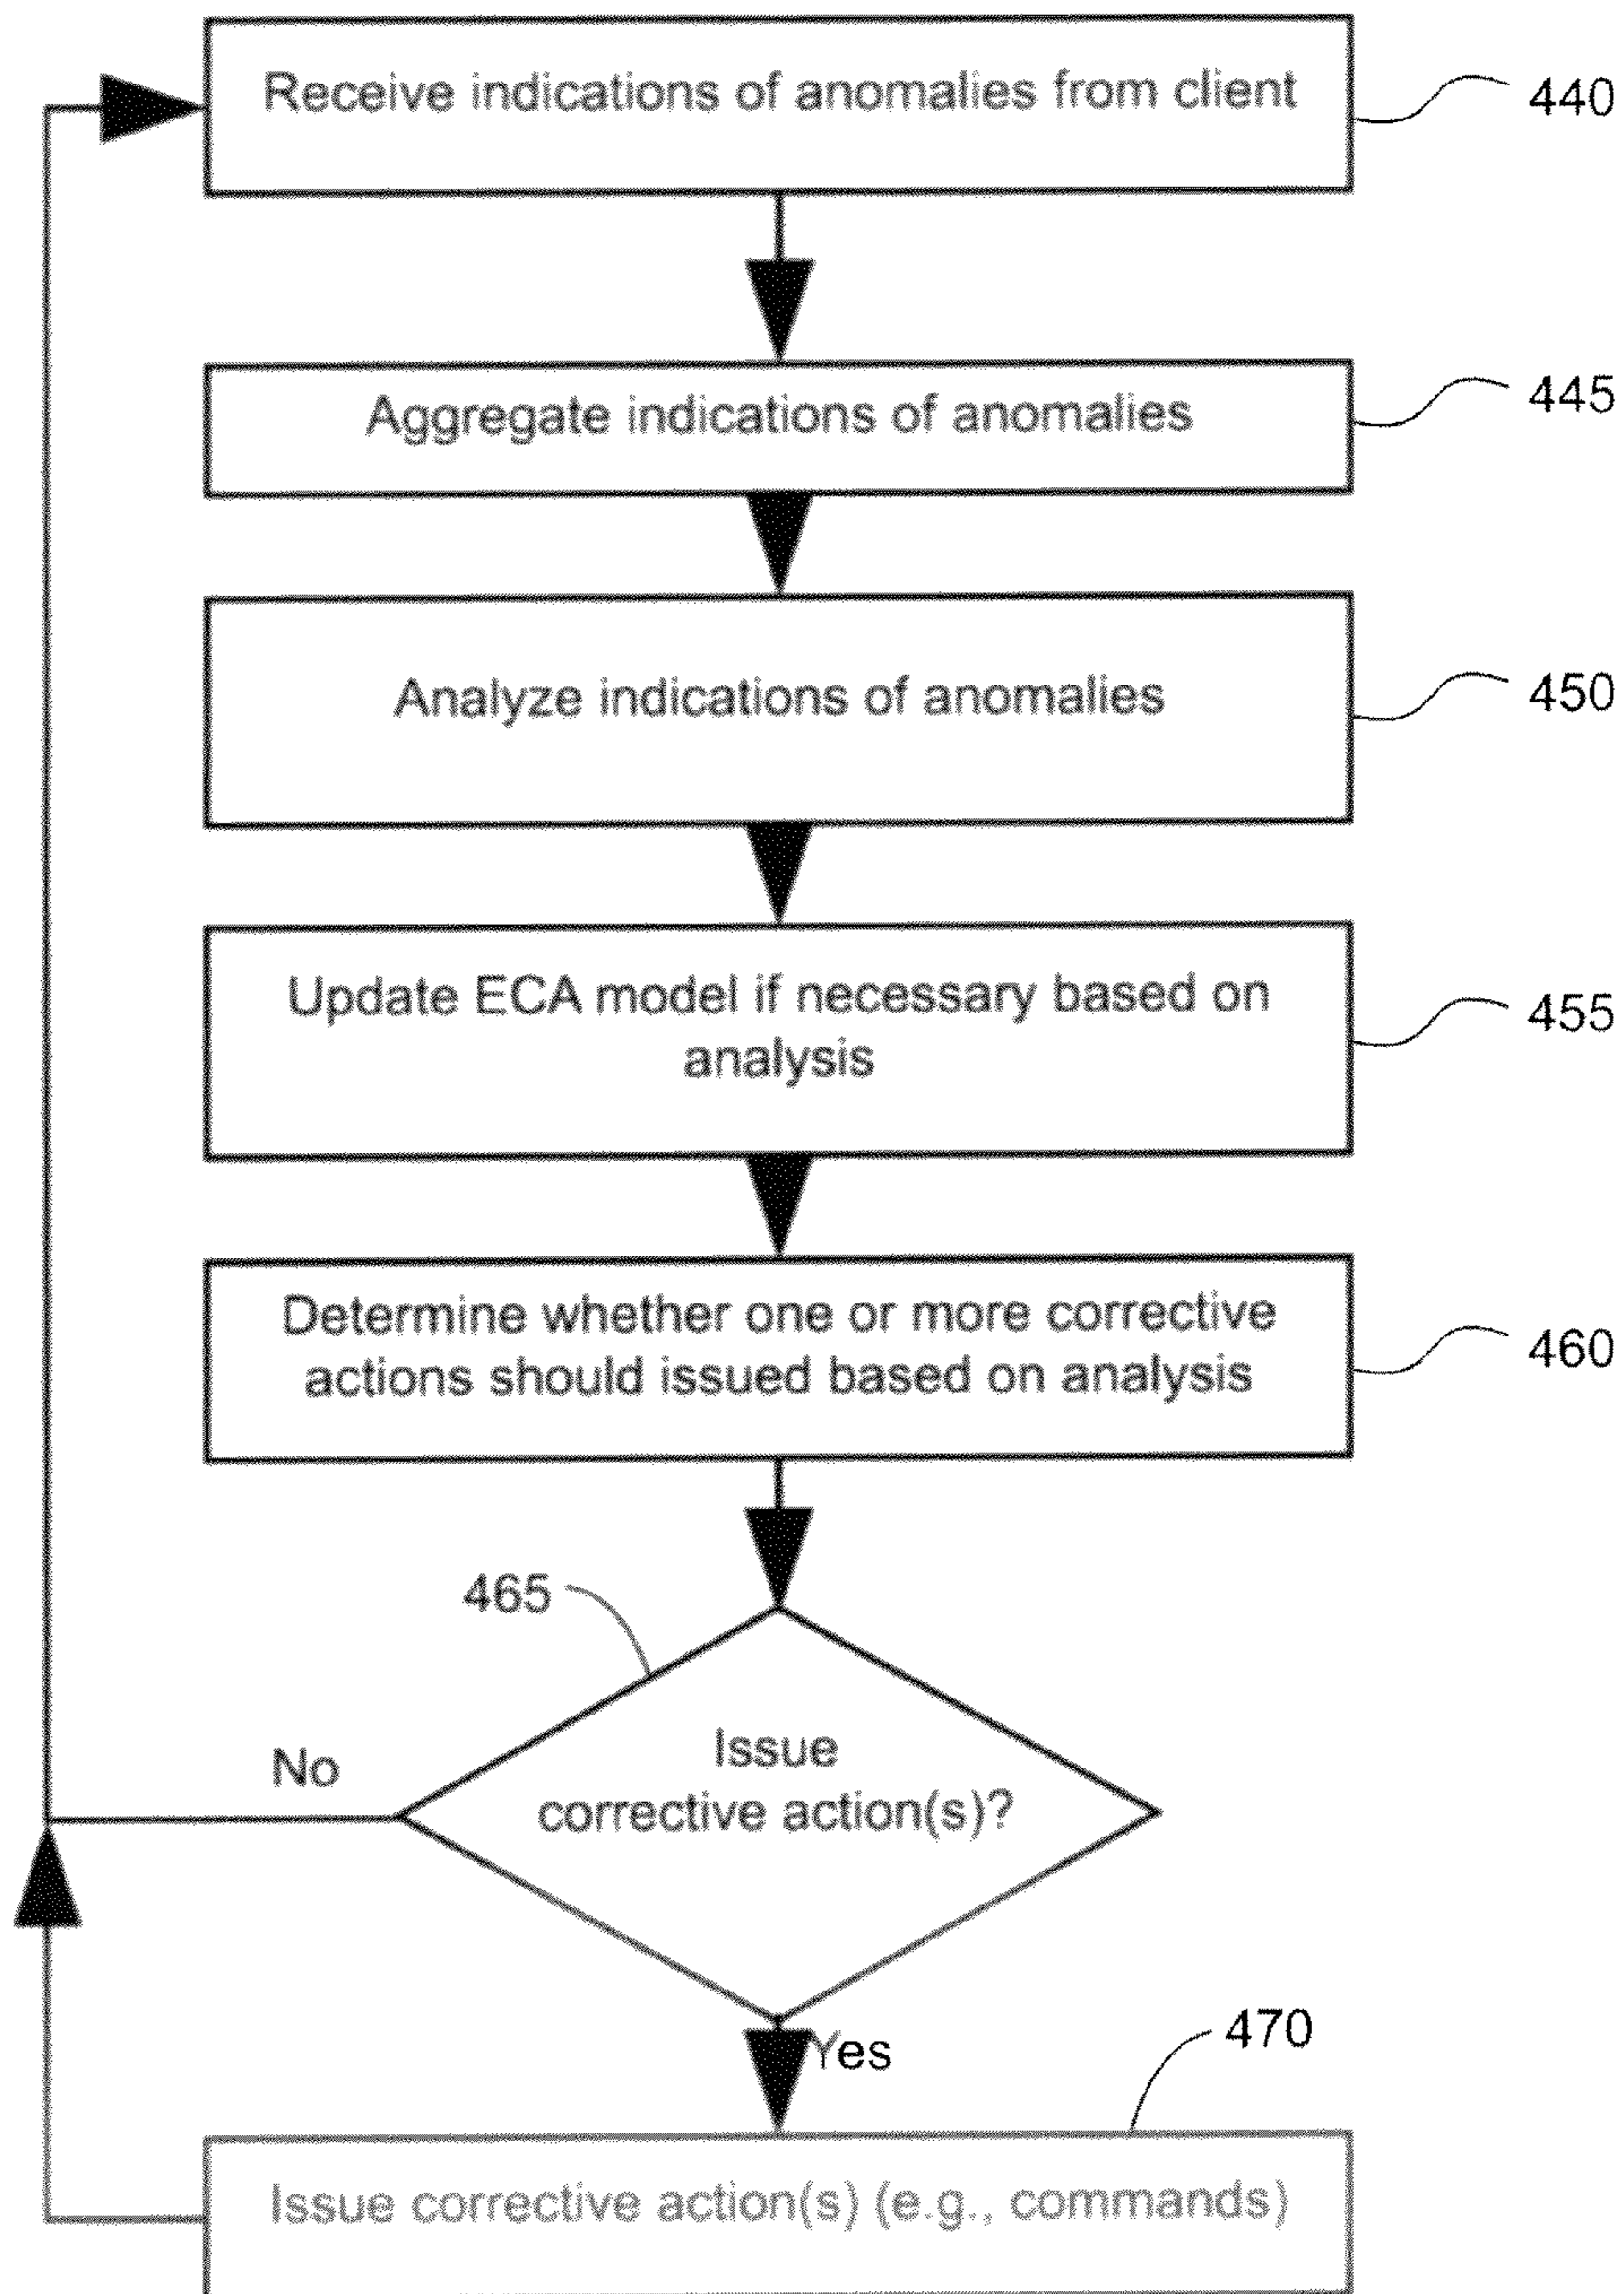 Receive indications of anomalies from client
440
Aggregate indications of anomalies
445
Analyze indications of anomalies
450
Update ECA model if necessary based on
analysis
455
Determine whether one or more corrective
actions should issued based on analysis
460
465
Issue
corrective action(s)?
No
Yes
470
Issue corrective action(s) (e.g., commands)